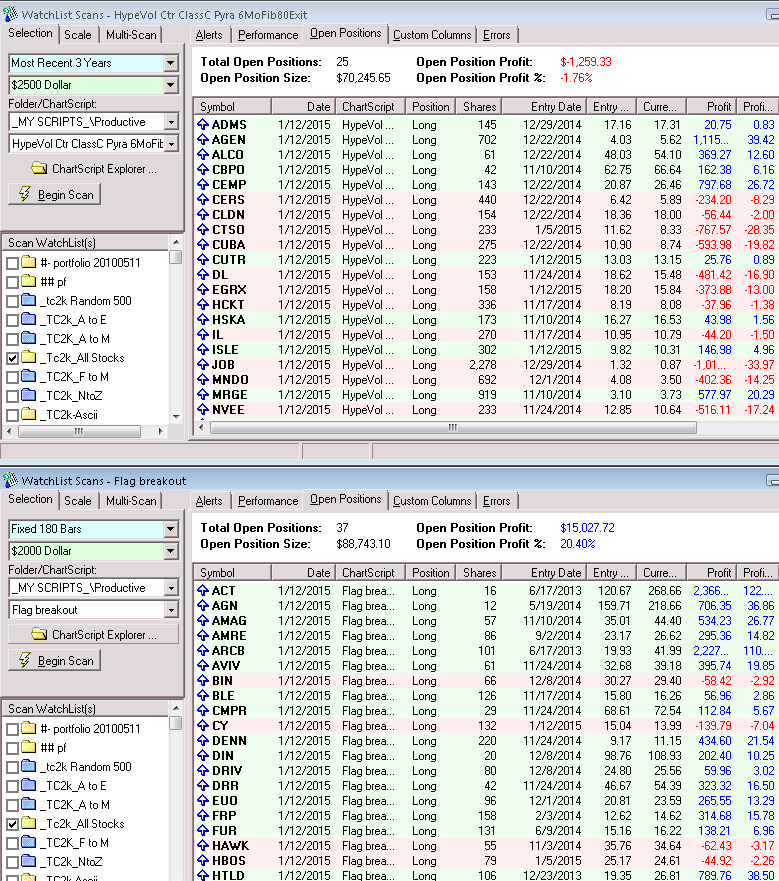 WatchList Scans - HypeVol Ctr ClassC Pyra 6MoFib80Exit
Selection Scale Multi-Scan
Alerts Performance Open Positions Custom Columns Errors
Most Recent 3 Years
$2500 Dollar
Folder/ChartScript:
_MY SCRIPTS_\Productive
HypeVol Ctr ClassC Pyra 6MoFit
ChartScript Explorer ...
Begin Scan
Scan WatchList(s)
#- portfolio 20100511
## pf
_tc2k Random 500
_TC2k_A to E
_TC2K_A to M
_Tc2k_All Stocks
_TC2K_F to M
_TC2k_NtoZ
_TC2k-Ascii
Total Open Positions: 25 Open Position Profit: $-1,259.33
Open Position Size: $70,245.65 Open Position Profit %: -1.76%
Symbol Date ChartScript Position Shares Entry Date Entry ... Curre... Profit Profi...
ADMS 1/12/2015 HypeVol ... Long 145 12/29/2014 17.16 17.31 20.75 0.83
AGEN 1/12/2015 HypeVol ... Long 702 12/22/2014 4.03 5.62 1,115... 39.42
ALCO 1/12/2015 HypeVol ... Long 61 12/22/2014 48.03 54.10 369.27 12.60
CBPO 1/12/2015 HypeVol ... Long 42 11/10/2014 62.75 66.64 162.38 6.16
CEMP 1/12/2015 HypeVol ... Long 143 12/22/2014 20.87 26.46 797.68 26.72
CERS 1/12/2015 HypeVol ... Long 440 12/22/2014 6.42 5.89 -234.20 -8.29
CLDN 1/12/2015 HypeVol ... Long 154 12/22/2014 18.36 18.00 -56.44 -2.00
CTSO 1/12/2015 HypeVol ... Long 233 1/5/2015 11.62 8.33 -767.57 -28.35
CUBA 1/12/2015 HypeVol ... Long 275 12/22/2014 10.90 8.74 -593.98 -19.82
CUTR 1/12/2015 HypeVol ... Long 223 1/12/2015 13.03 13.15 25.76 0.89
DL 1/12/2015 HypeVol ... Long 153 11/24/2014 18.62 15.48 -481.42 -16.90
EGRX 1/12/2015 HypeVol ... Long 158 1/12/2015 18.20 15.84 -373.88 -13.00
HCKT 1/12/2015 HypeVol ... Long 336 11/17/2014 8.19 8.08 -37.96 -1.38
HSKA 1/12/2015 HypeVol ... Long 173 11/10/2014 16.27 16.53 43.98 1.56
IL 1/12/2015 HypeVol ... Long 270 11/17/2014 10.95 10.79 -44.20 -1.50
ISLE 1/12/2015 HypeVol ... Long 302 1/12/2015 9.82 10.31 146.98 4.96
JOB 1/12/2015 HypeVol ... Long 2,278 12/29/2014 1.32 0.87 -1,01... -33.97
MNDO 1/12/2015 HypeVol ... Long 692 12/1/2014 4.08 3.50 -402.36 -14.25
MRGE 1/12/2015 HypeVol ... Long 919 11/10/2014 3.10 3.73 577.97 20.29
NVEE 1/12/2015 HypeVol ... Long 233 11/24/2014 12.85 10.64 -516.11 -17.24
WatchList Scans - Flag breakout
Selection Scale Multi-Scan
Alerts Performance Open Positions Custom Columns Errors
Fixed 180 Bars
$2000 Dollar
Folder/ChartScript:
_MY SCRIPTS_\Productive
Flag breakout
ChartScript Explorer ...
Begin Scan
Scan WatchList(s)
#- portfolio 20100511
## pf
_tc2k Random 500
_TC2k_A to E
_TC2k_A to M
_Tc2k_All Stocks
_TC2K_F to M
_TC2k_NtoZ
_TC2k-Ascii
Total Open Positions: 37 Open Position Profit: $15,027.72
Open Position Size: $88,743.10 Open Position Profit %: 20.40%
Symbol Date ChartScript Position Shares Entry Date Entry ... Curre... Profit Profi...
ACT 1/12/2015 Flag brea... Long 16 6/17/2013 120.67 268.66 2,366... 122....
AGN 1/12/2015 Flag brea... Long 12 5/19/2014 159.71 218.66 706.35 36.86
AMAG 1/12/2015 Flag brea... Long 57 11/10/2014 35.01 44.40 534.23 26.77
AMRE 1/12/2015 Flag brea... Long 86 9/2/2014 23.17 26.62 295.36 14.82
ARCB 1/12/2015 Flag brea... Long 101 6/17/2013 19.93 41.99 2,227... 110....
AVIV 1/12/2015 Flag brea... Long 61 11/24/2014 32.68 39.18 395.74 19.85
BIN 1/12/2015 Flag brea... Long 66 12/8/2014 30.27 29.40 -58.42 -2.92
BLE 1/12/2015 Flag brea... Long 126 11/17/2014 15.80 16.26 56.96 2.86
CMPR 1/12/2015 Flag brea... Long 29 11/24/2014 68.61 72.54 112.84 5.67
CY 1/12/2015 Flag brea... Long 132 1/12/2015 15.04 13.99 -139.79 -7.04
DENN 1/12/2015 Flag brea... Long 220 11/24/2014 9.17 11.15 434.60 21.54
DIN 1/12/2015 Flag brea... Long 20 12/8/2014 98.76 108.93 202.40 10.25
DRIV 1/12/2015 Flag brea... Long 80 12/8/2014 24.80 25.56 59.96 3.02
DRR 1/12/2015 Flag brea... Long 42 11/24/2014 46.67 54.39 323.32 16.50
EUO 1/12/2015 Flag brea... Long 96 12/1/2014 20.81 23.59 265.55 13.29
FRP 1/12/2015 Flag brea... Long 158 2/3/2014 12.62 14.62 314.68 15.78
FUR 1/12/2015 Flag brea... Long 131 6/9/2014 15.16 16.22 138.21 6.96
HAWK 1/12/2015 Flag brea... Long 55 11/3/2014 35.76 34.64 -62.43 -3.17
HBOS 1/12/2015 Flag brea... Long 79 1/5/2015 25.17 24.61 -44.92 -2.26
HTLD 1/12/2015 Flag brea... Long 106 12/23/2013 19.35 26.81 789.76 38.50